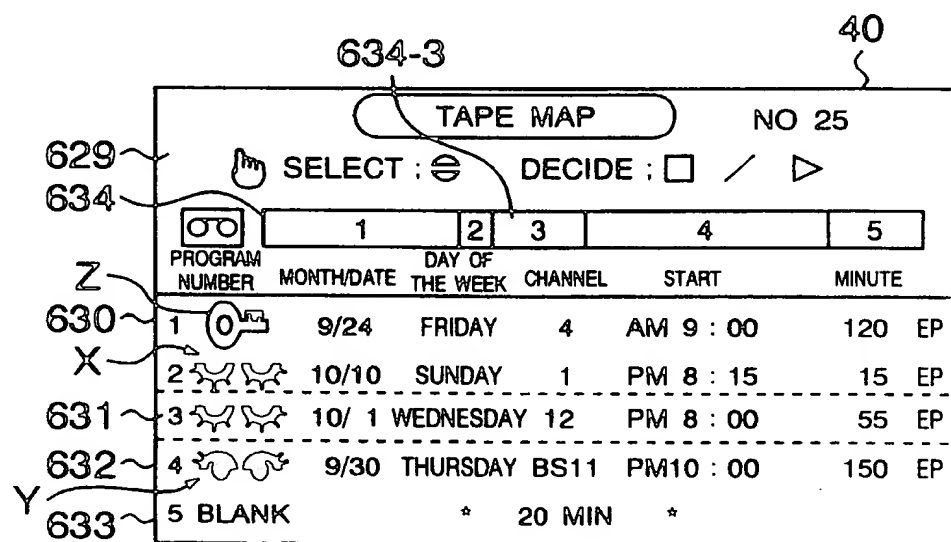 40
634-3
TAPE MAP NO 25
629 SELECT : DECIDE : □ / ▷
634
1 2 3 4 5
PROGRAM NUMBER MONTH/DATE DAY OF THE WEEK CHANNEL START MINUTE
Z
630 1 9/24 FRIDAY 4 AM 9 : 00 120 EP
X
2 10/10 SUNDAY 1 PM 8 : 15 15 EP
631 3 10/ 1 WEDNESDAY 12 PM 8 : 00 55 EP
632 4 9/30 THURSDAY BS11 PM10 : 00 150 EP
Y
633 5 BLANK * 20 MIN *